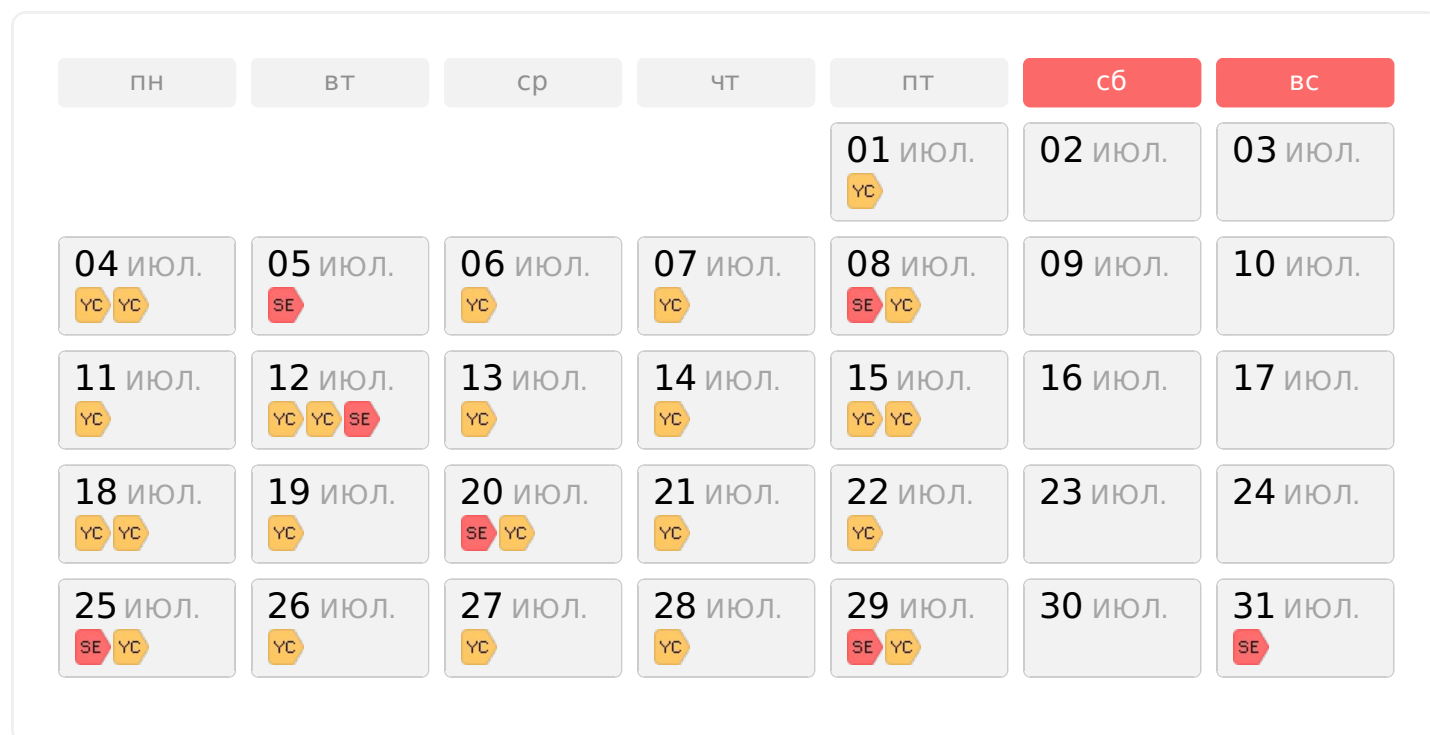 пн вт ср чт пт сб вс
01 июл. 02 июл. 03 июл.
YC
04 июл. 05 июл. 06 июл. 07 июл. 08 июл. 09 июл. 10 июл.
YC YC SE YC YC SE YC
11 июл. 12 июл. 13 июл. 14 июл. 15 июл. 16 июл. 17 июл.
YC YC YC SE YC YC YC YC
18 июл. 19 июл. 20 июл. 21 июл. 22 июл. 23 июл. 24 июл.
YC YC YC SE YC YC YC
25 июл. 26 июл. 27 июл. 28 июл. 29 июл. 30 июл. 31 июл.
SE YC YC YC YC SE YC SE